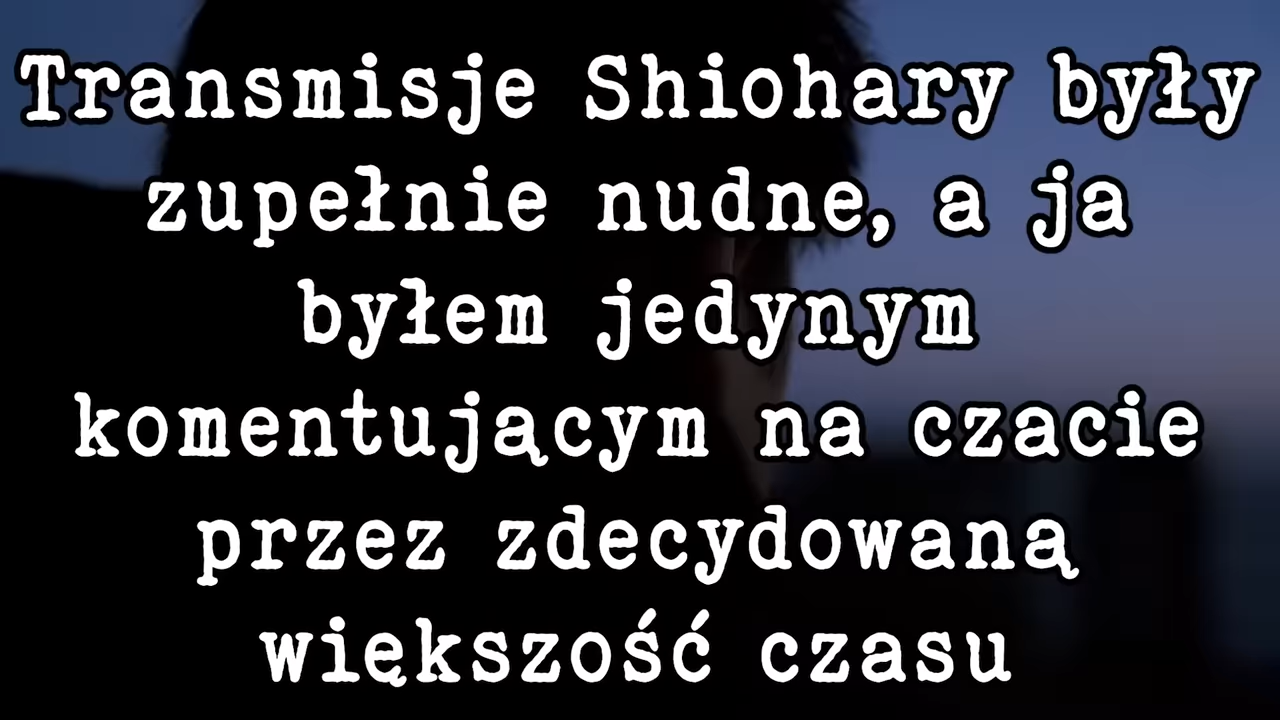 Transmisje Shiohary były
zupełnie nudne, a ja
byłem jedynym
komentującym na czacie
przez zdecydowaną
większość czasu